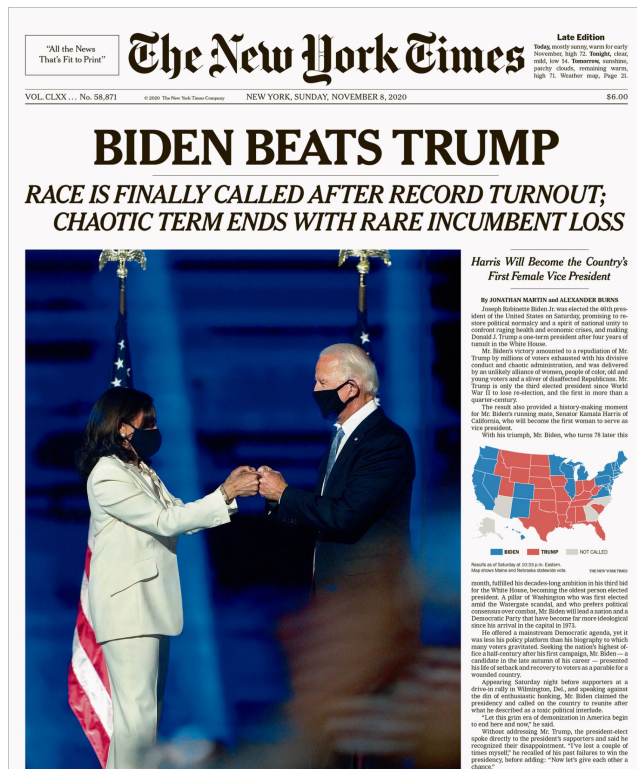 “All the News
That’s Fit to Print”
The New York Times
Late Edition
Today, mostly sunny, warm for early
November, high 72. Tonight, clear,
mild, low 54. Tomorrow, sunshine,
patchy clouds, remaining warm,
high 71. Weather map, Page 21.
VOL. CLXX . . . No. 58,871
© 2020 The New York Times Company
NEW YORK, SUNDAY, NOVEMBER 8, 2020
$6.00
BIDEN BEATS TRUMP
RACE IS FINALLY CALLED AFTER RECORD TURNOUT;
CHAOTIC TERM ENDS WITH RARE INCUMBENT LOSS
Harris Will Become the Country’s
First Female Vice President
By JONATHAN MARTIN and ALEXANDER BURNS
Joseph Robinette Biden Jr. was elected the 46th pres-
ident of the United States on Saturday, promising to re-
store political normalcy and a spirit of national unity to
confront raging health and economic crises, and making
Donald J. Trump a one-term president after four years of
tumult in the White House.
Mr. Biden’s victory amounted to a repudiation of Mr.
Trump by millions of voters exhausted with his divisive
conduct and chaotic administration, and was delivered
by an unlikely alliance of women, people of color, old and
young voters and a sliver of disaffected Republicans. Mr.
Trump is only the third elected president since World
War II to lose re-election, and the first in more than a
quarter-century.
The result also provided a history-making moment
for Mr. Biden’s running mate, Senator Kamala Harris of
California, who will become the first woman to serve as
vice president.
With his triumph, Mr. Biden, who turns 78 later this
BIDEN
TRUMP
NOT CALLED
Results as of Saturday at 10:33 p.m. Eastern.
Map shows Maine and Nebraska statewide vote.
THE NEW YORK TIMES
month, fulfilled his decades-long ambition in his third bid
for the White House, becoming the oldest person elected
president. A pillar of Washington who was first elected
amid the Watergate scandal, and who prefers political
consensus over combat, Mr. Biden will lead a nation and a
Democratic Party that have become far more ideological
since his arrival in the capital in 1973.
He offered a mainstream Democratic agenda, yet it
was less his policy platform than his biography to which
many voters gravitated. Seeking the nation’s highest of-
fice a half-century after his first campaign, Mr. Biden — a
candidate in the late autumn of his career — presented
his life of setback and recovery to voters as a parable for a
wounded country.
Appearing Saturday night before supporters at a
drive-in rally in Wilmington, Del., and speaking against
the din of enthusiastic honking, Mr. Biden claimed the
presidency and called on the country to reunite after
what he described as a toxic political interlude.
“Let this grim era of demonization in America begin
to end here and now,” he said.
Without addressing Mr. Trump, the president-elect
spoke directly to the president’s supporters and said he
recognized their disappointment. “I’ve lost a couple of
times myself,” he recalled of his past failures to win the
presidency, before adding: “Now let’s give each other a
chance.”